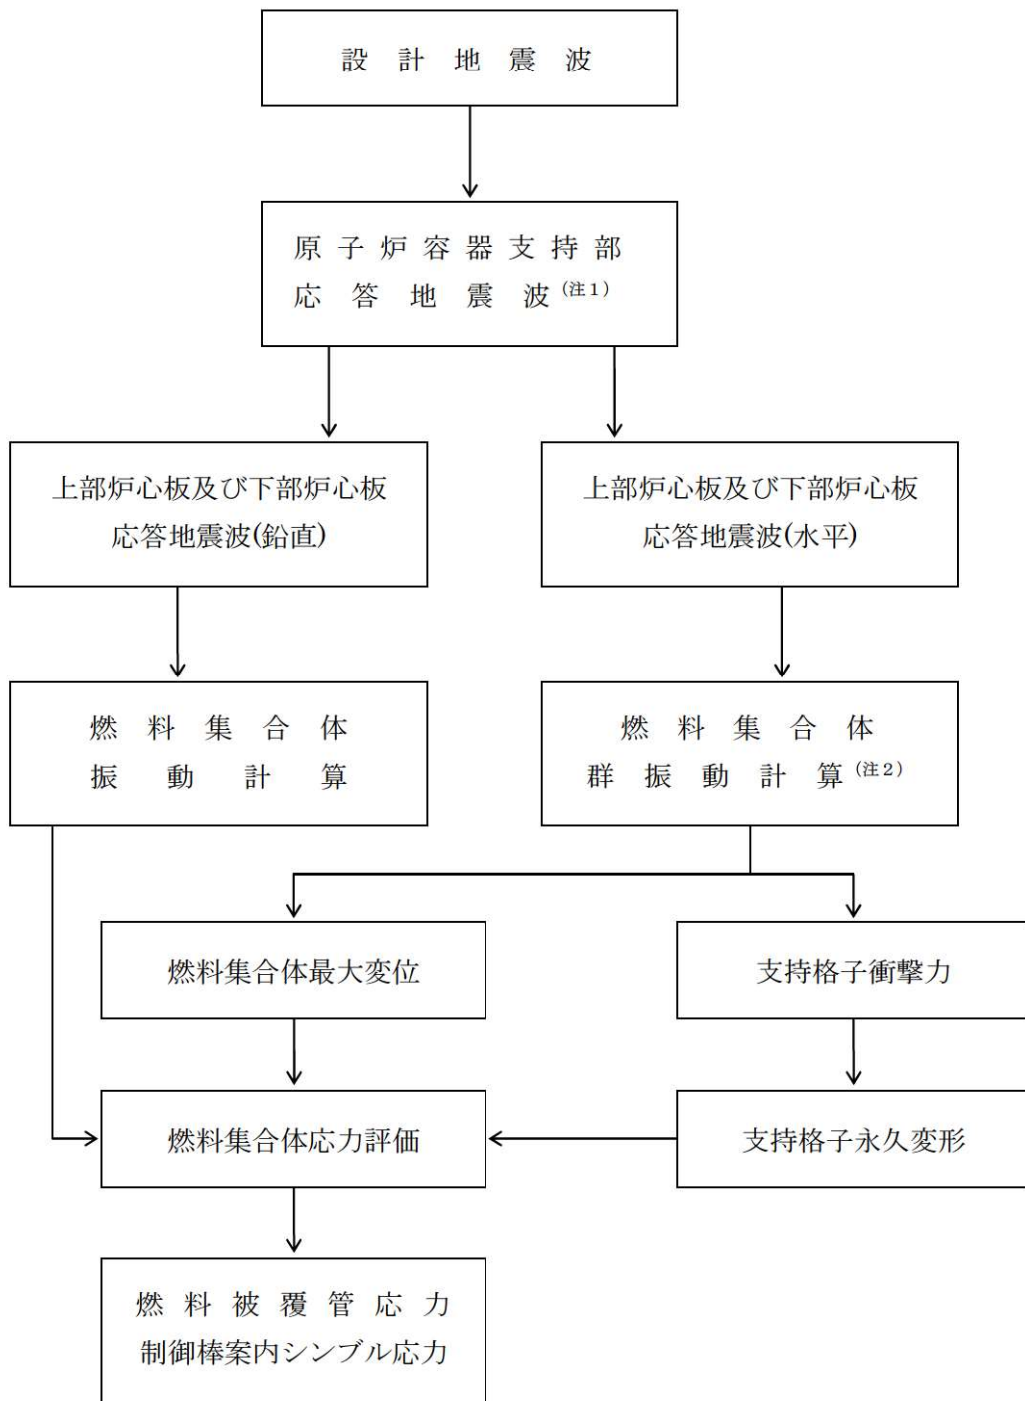 設計地震波
原子炉容器支持部
応答地震波(注1)
上部炉心板及び下部炉心板
応答地震波(鉛直)
上部炉心板及び下部炉心板
応答地震波(水平)
燃料集合体
振動計算
燃料集合体
群振動計算(注2)
燃料集合体最大変位
支持格子衝撃力
燃料集合体応力評価
支持格子永久変形
燃料被覆管応力
制御棒案内シンブル応力